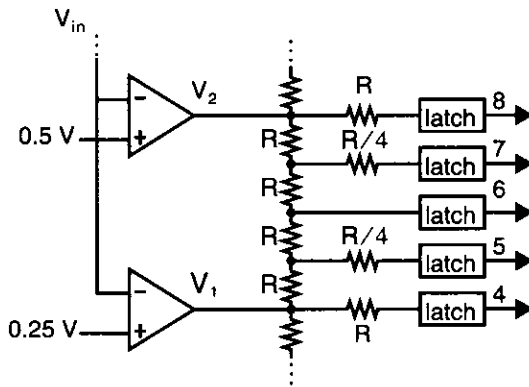 V_in
V_2 R latch 8
0.5 V
R R/4 latch 7
R latch 6
R R/4 latch 5
V_1 R R latch 4
0.25 V